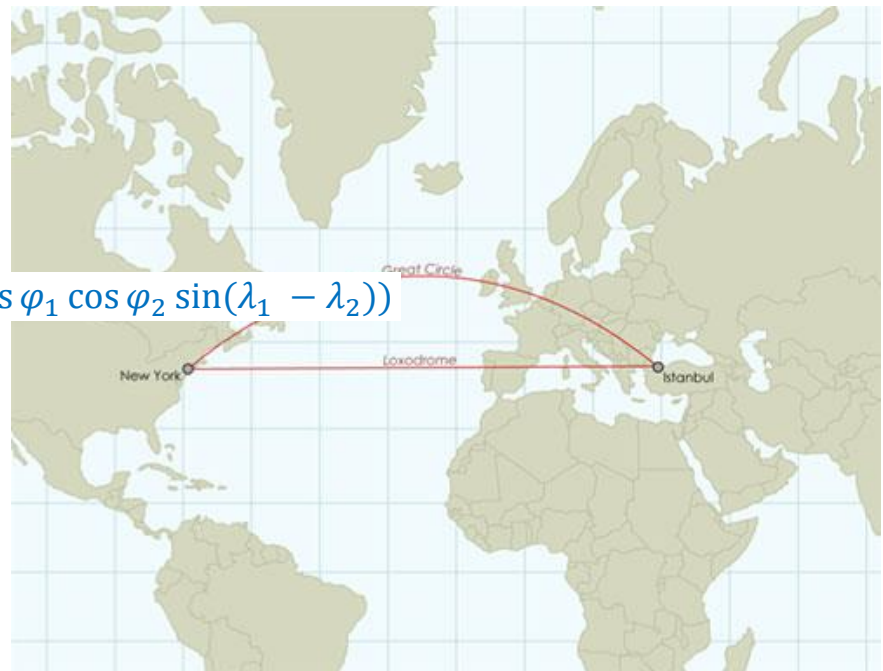 Great Circle
s φ₁ cos φ₂ sin(λ₁ − λ₂))
Loxodrome
New York
Istanbul